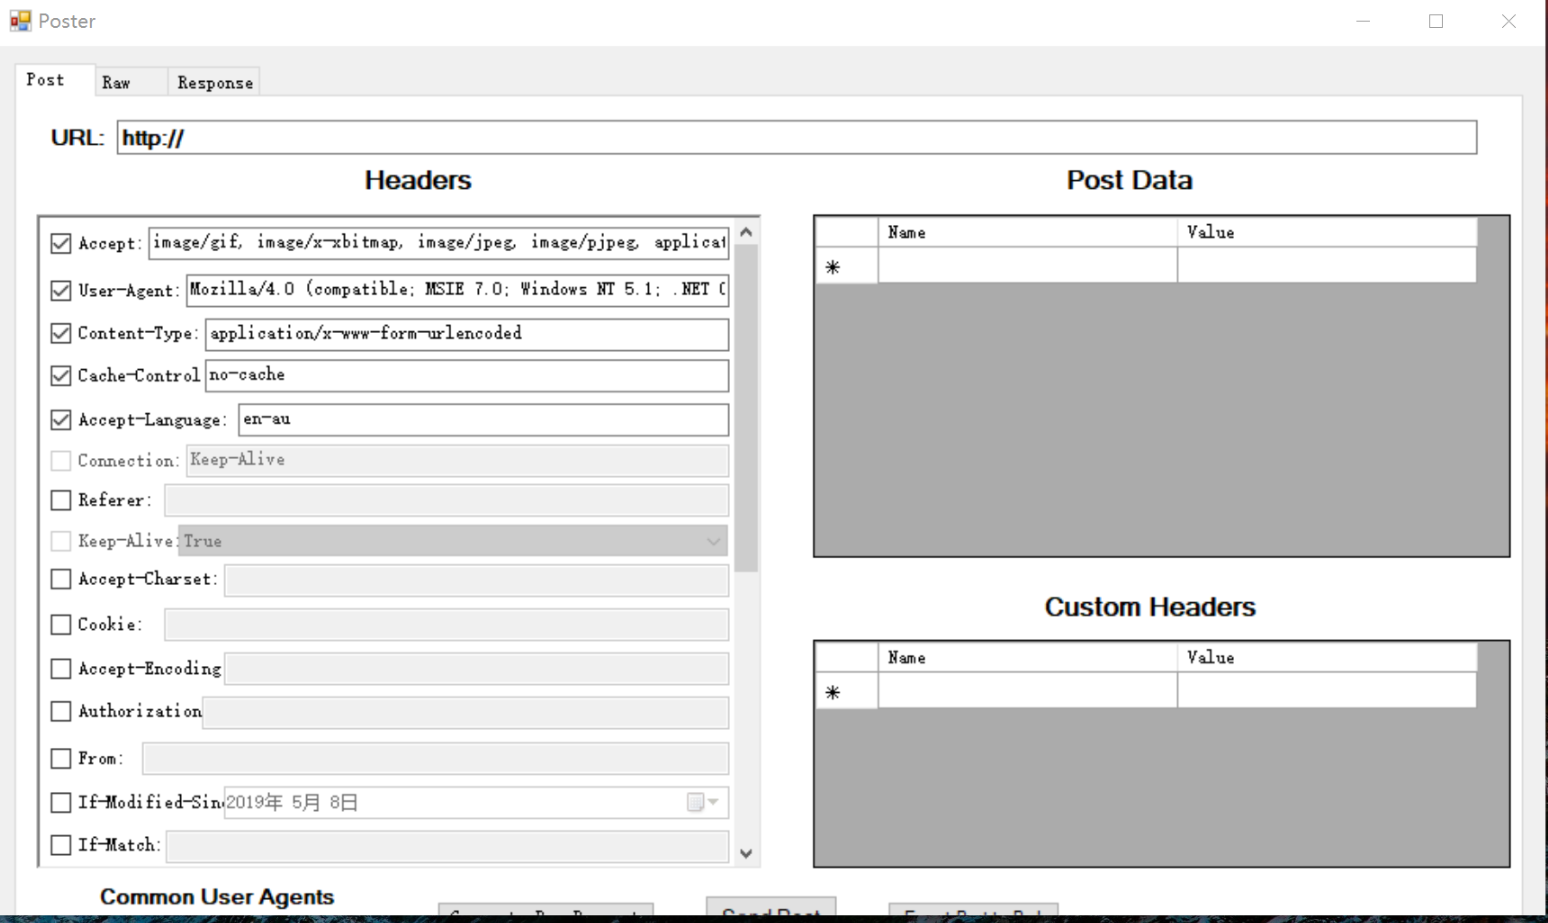 Poster
Post Raw Response
URL: http://
Headers
Post Data
Accept: image/gif, image/x-xbitmap, image/jpeg, image/pjpeg, applicat
User-Agent: Mozilla/4.0 (compatible; MSIE 7.0; Windows NT 5.1; .NET C
Content-Type: application/x-www-form-urlencoded
Cache-Control no-cache
Accept-Language: en-au
Connection: Keep-Alive
Referer:
Keep-Alive: True
Accept-Charset:
Cookie:
Accept-Encoding
Authorization
From:
If-Modified-Sin 2019年 5月 8日
If-Match:
Name Value
Custom Headers
Name Value
Common User Agents
Send Post